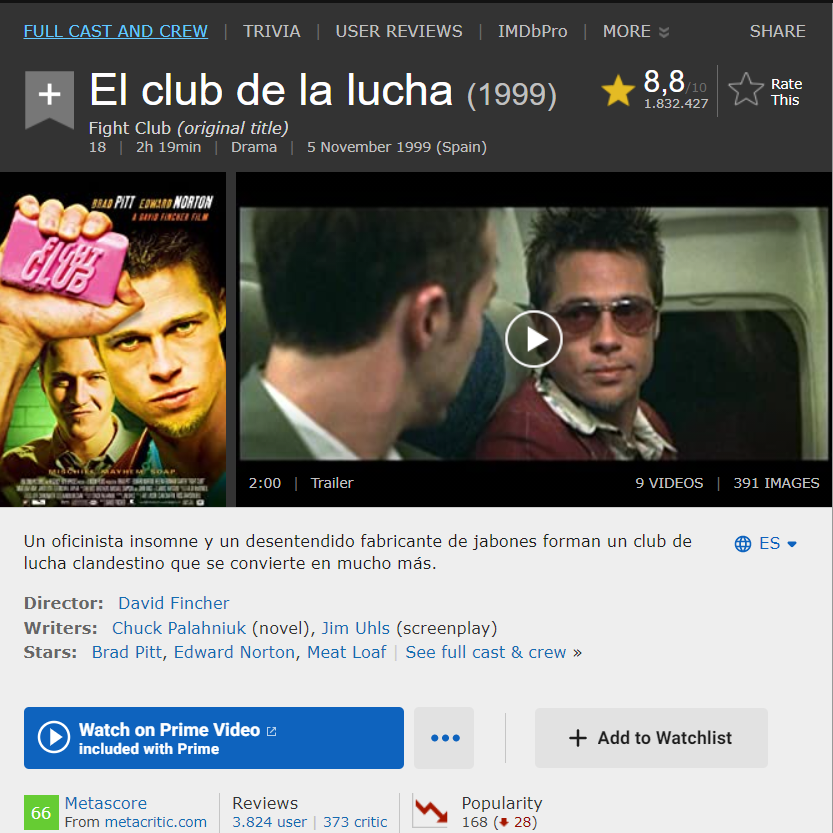 FULL CAST AND CREW | TRIVIA | USER REVIEWS | IMDbPro | MORE SHARE
El club de la lucha (1999)
8,8/10
1.832.427
Rate
This
Fight Club (original title)
18 | 2h 19min | Drama | 5 November 1999 (Spain)
BRAD PITT EDWARD NORTON
A DAVID FINCHER FILM
FIGHT
CLUB
MISCHIEF. MAYHEM. SOAP.
2:00 | Trailer 9 VIDEOS | 391 IMAGES
Un oficinista insomne y un desentendido fabricante de jabones forman un club de
lucha clandestino que se convierte en mucho más.
ES
Director: David Fincher
Writers: Chuck Palahniuk (novel), Jim Uhls (screenplay)
Stars: Brad Pitt, Edward Norton, Meat Loaf | See full cast & crew »
Watch on Prime Video
included with Prime
Add to Watchlist
66
Metascore
From metacritic.com
Reviews
3.824 user | 373 critic
Popularity
168 (28)